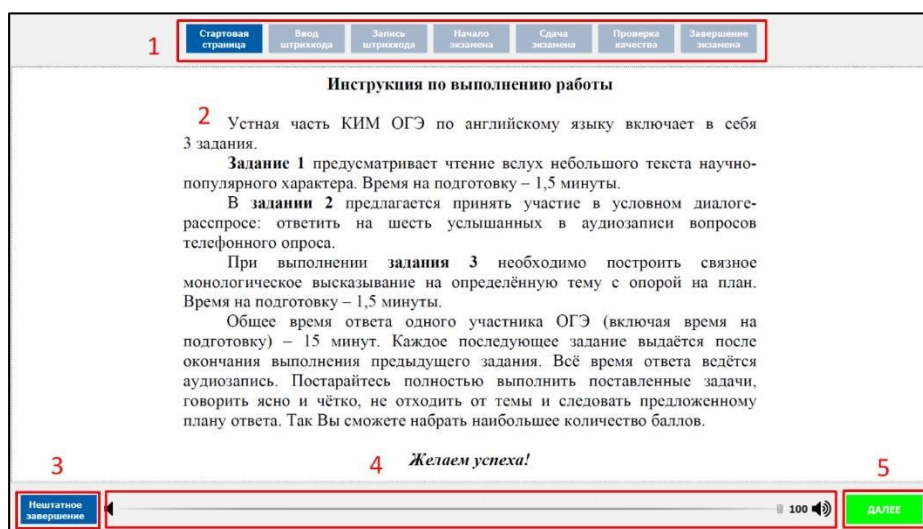 1
Стартовая страница
Ввод штрихкода
Запись штрихкода
Начало экзамена
Сдача экзамена
Проверка качества
Завершение экзамена
Инструкция по выполнению работы
2
Устная часть КИМ ОГЭ по английскому языку включает в себя
3 задания.
Задание 1 предусматривает чтение вслух небольшого текста научно-
популярного характера. Время на подготовку – 1,5 минуты.
В задании 2 предлагается принять участие в условном диалоге-
расспросе: ответить на шесть услышанных в аудиозаписи вопросов
телефонного опроса.
При выполнении задания 3 необходимо построить связное
монологическое высказывание на определённую тему с опорой на план.
Время на подготовку – 1,5 минуты.
Общее время ответа одного участника ОГЭ (включая время на
подготовку) – 15 минут. Каждое последующее задание выдаётся после
окончания выполнения предыдущего задания. Всё время ответа ведётся
аудиозапись. Постарайтесь полностью выполнить поставленные задачи,
говорить ясно и чётко, не отходить от темы и следовать предложенному
плану ответа. Так Вы сможете набрать наибольшее количество баллов.
Желаем успеха!
3
4
5
Нештатное
завершение
100
ДАЛЕЕ